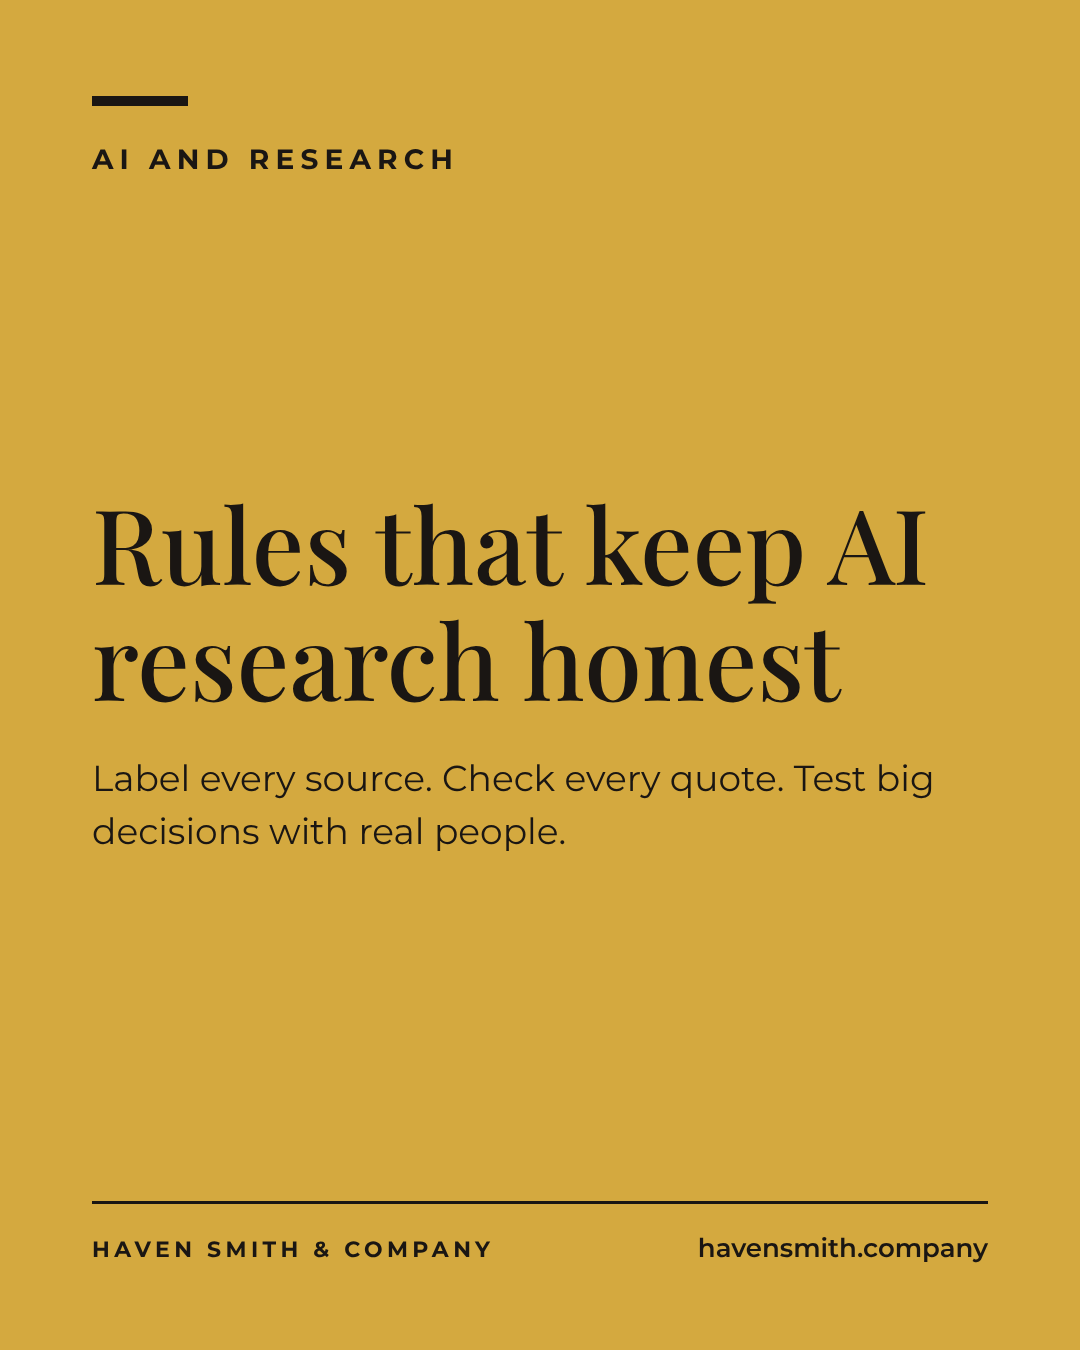 AI AND RESEARCH
Rules that keep AI
research honest
Label every source. Check every quote. Test big
decisions with real people.
HAVEN SMITH & COMPANY
havensmith.company